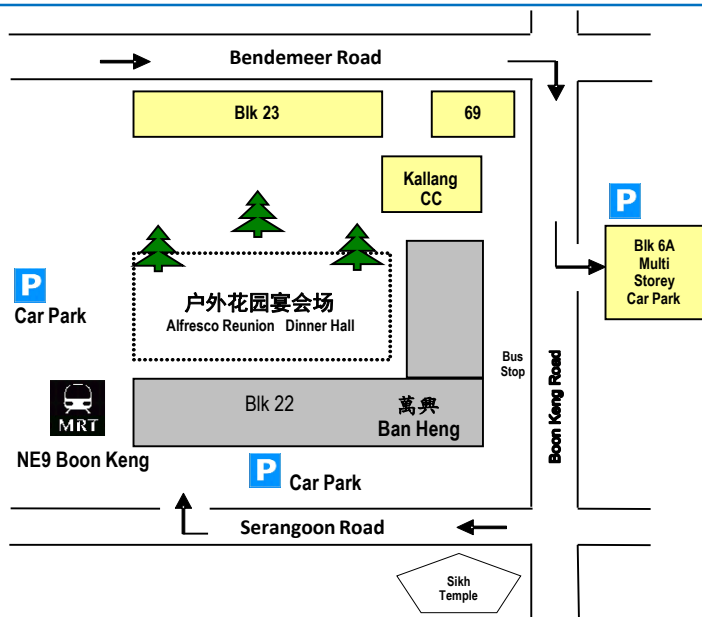 Bendemeer Road
Blk 23
69
Kallang
CC
P
Blk 6A
Multi
Storey
Car Park
P
Car Park
户外花园宴会场
Alfresco Reunion Dinner Hall
Bus
Stop
Boon Keng Road
Blk 22
萬興
Ban Heng
MRT
NE9 Boon Keng
P
Car Park
Serangoon Road
Sikh
Temple